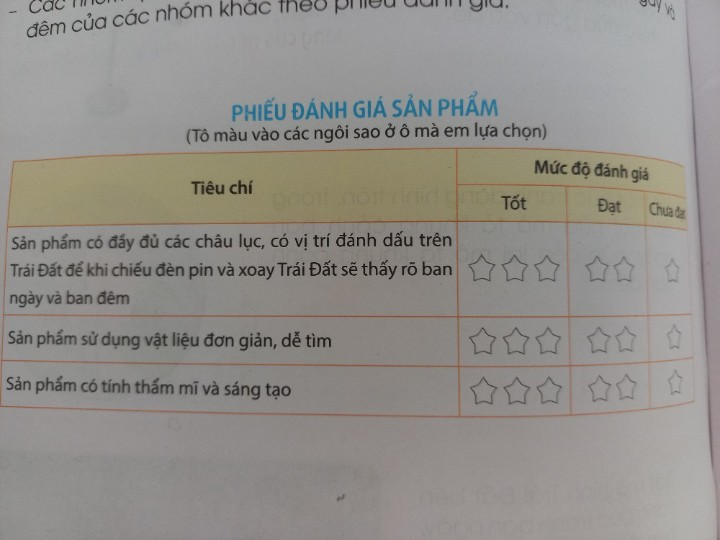 - Các nhóm
đêm của các nhóm khác theo phiếu đánh giá.
PHIẾU ĐÁNH GIÁ SẢN PHẨM
(Tô màu vào các ngôi sao ở ô mà em lựa chọn)
Tiêu chí
Mức độ đánh giá
Tốt
Đạt
Chưa đạt
Sản phẩm có đầy đủ các châu lục, có vị trí đánh dấu trên
Trái Đất để khi chiếu đèn pin và xoay Trái Đất sẽ thấy rõ ban
ngày và ban đêm
Sản phẩm sử dụng vật liệu đơn giản, dễ tìm
Sản phẩm có tính thẩm mĩ và sáng tạo